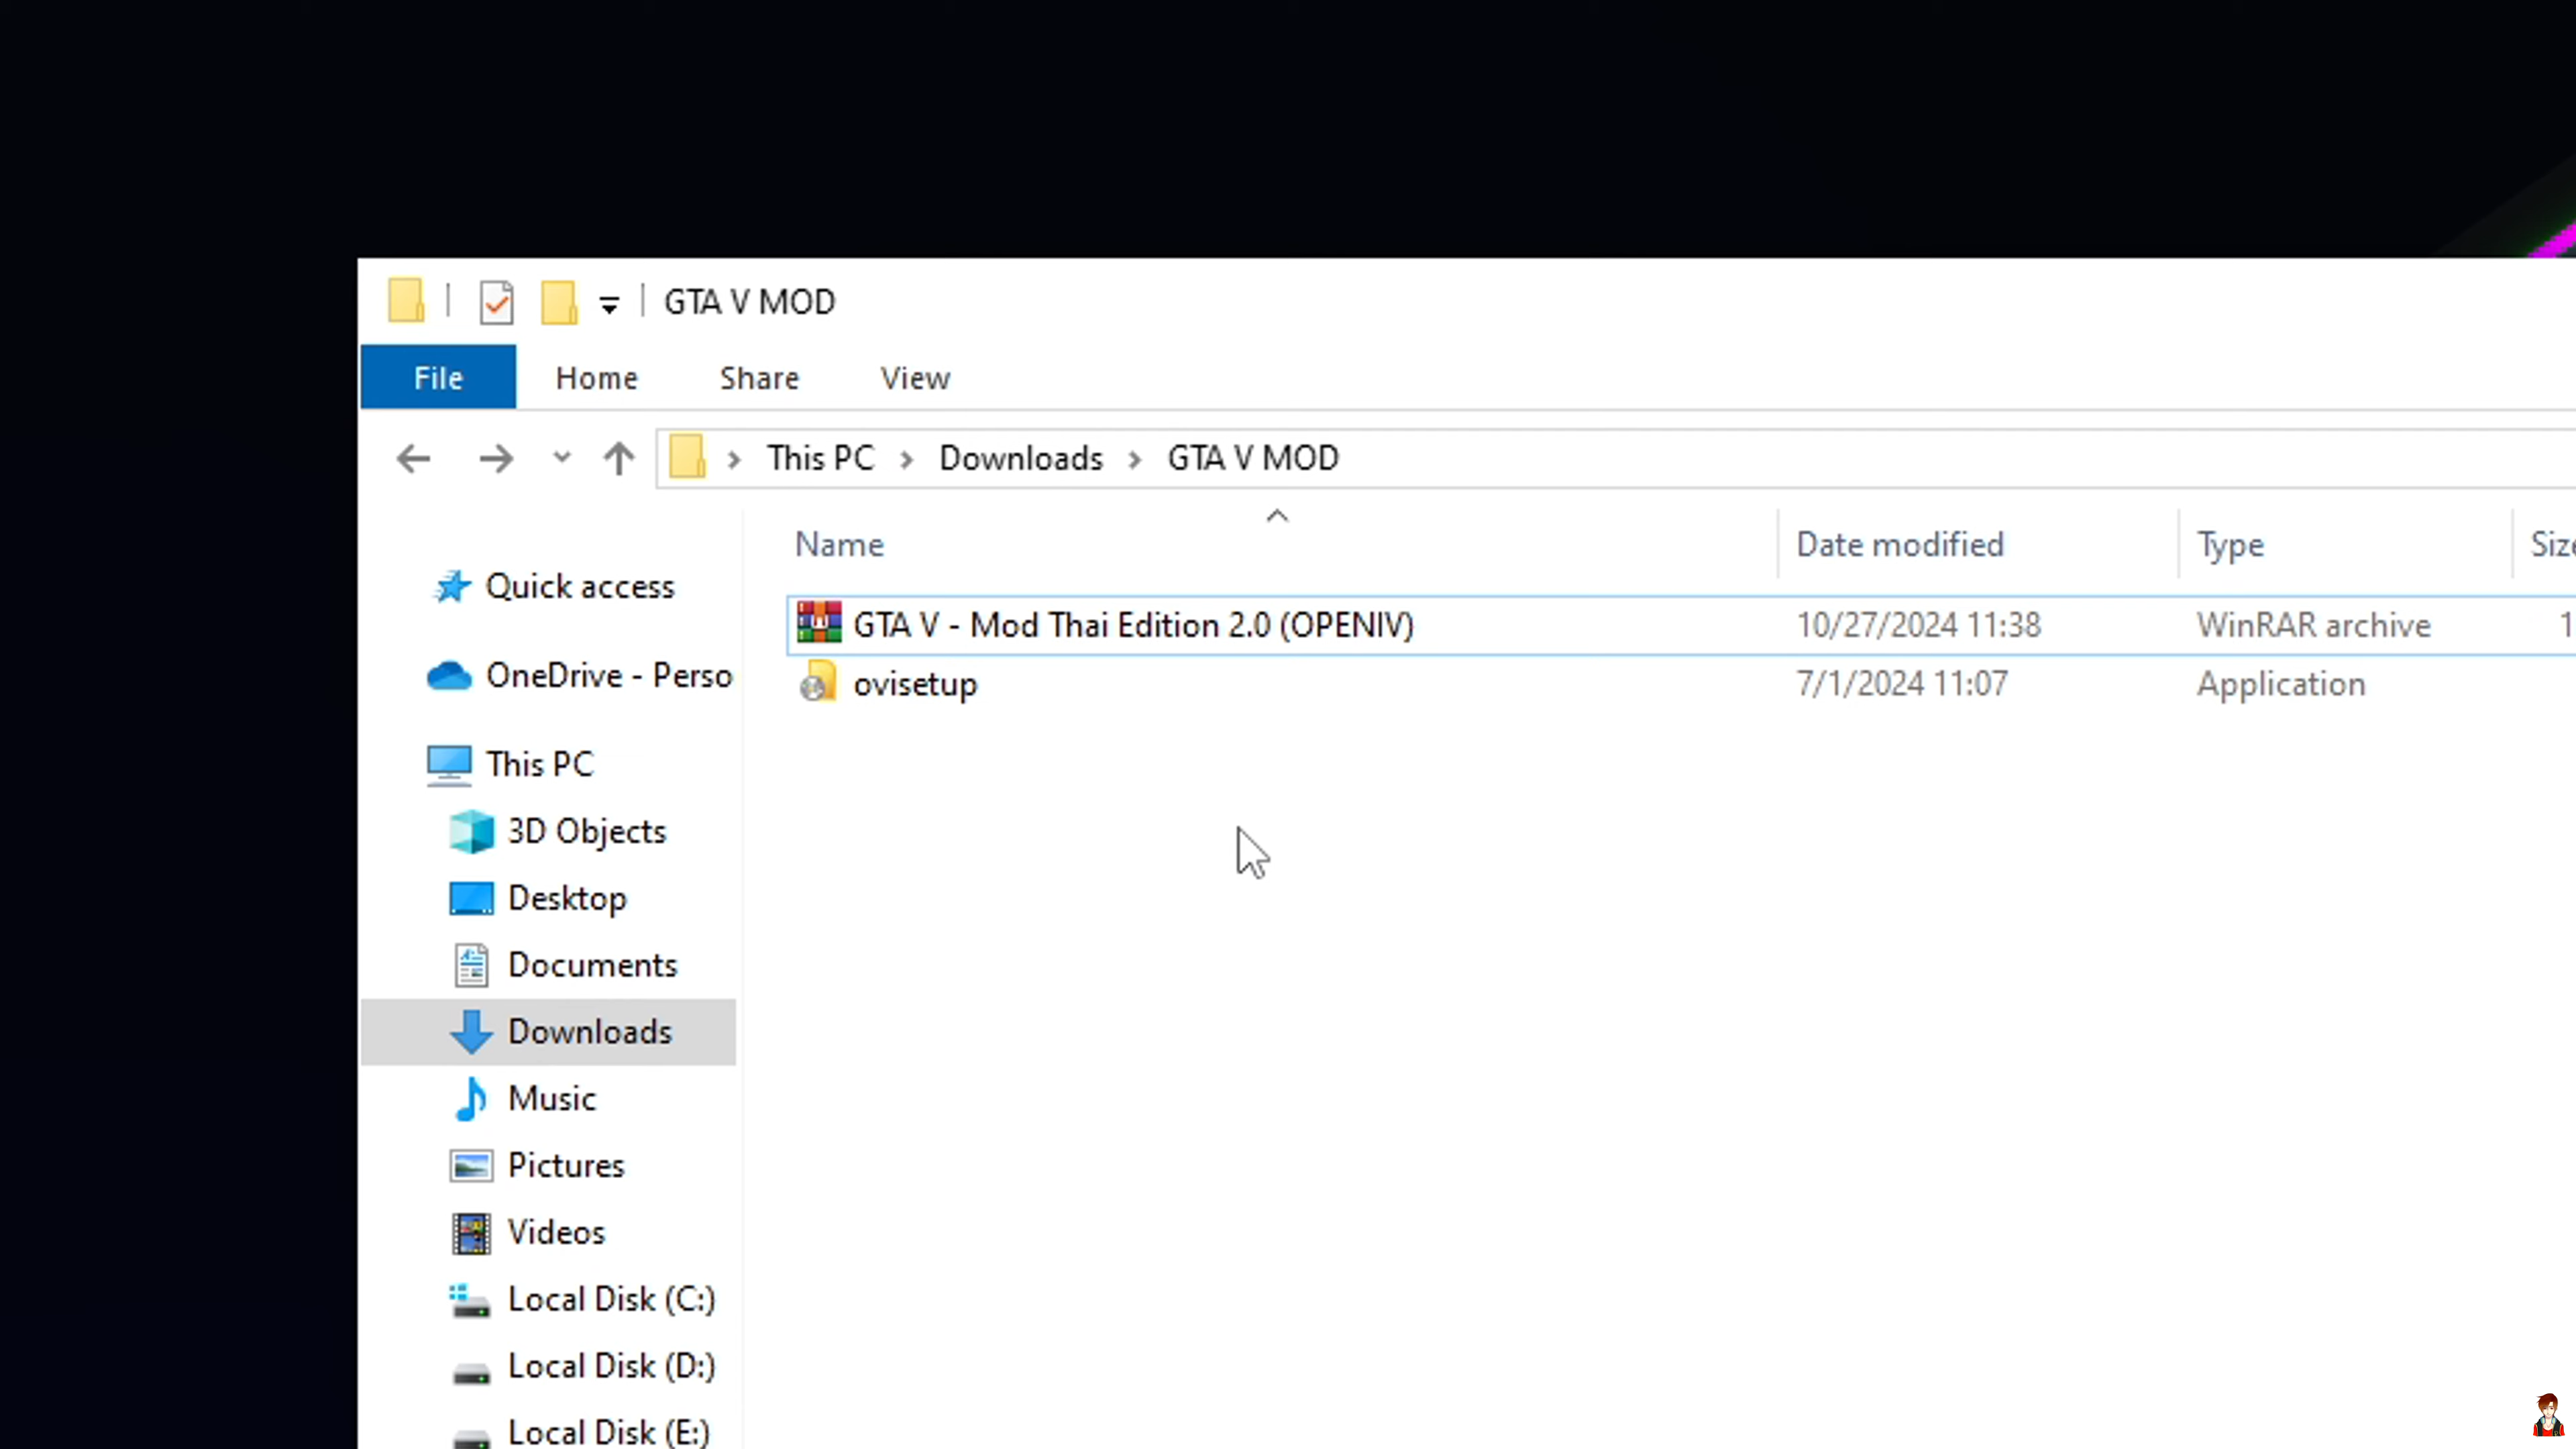 GTA V MOD
File Home Share View
This PC Downloads GTA V MOD
Name Date modified Type
Quick access
GTA V - Mod Thai Edition 2.0 (OPENIV) 10/27/2024 11:38 WinRAR archive
OneDrive - Perso
ovisetup 7/1/2024 11:07 Application
This PC
3D Objects
Desktop
Documents
Downloads
Music
Pictures
Videos
Local Disk (C:)
Local Disk (D:)
Local Disk (E:)